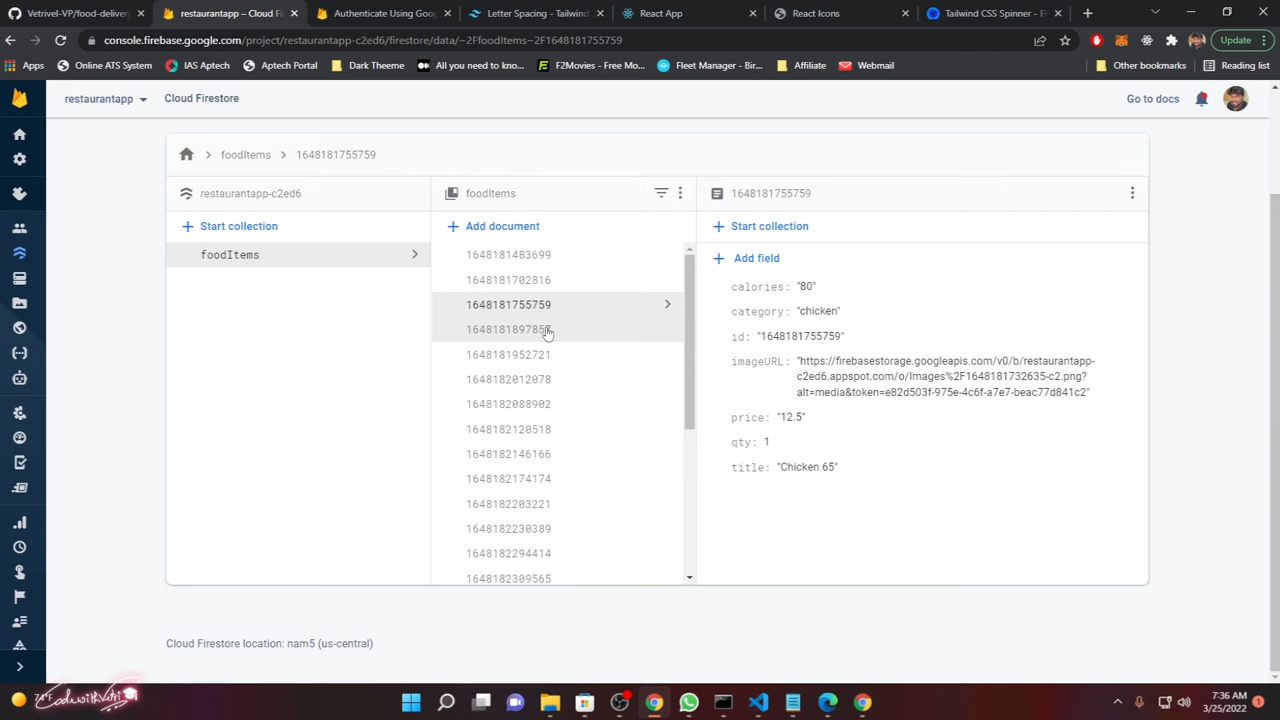 Vetrivel-VP/food-delivery
restaurantapp – Cloud Fires
Authenticate Using Goog
Letter Spacing - Tailwind
React App
React Icons
Tailwind CSS Spinner - F
console.firebase.google.com/project/restaurantapp-c2ed6/firestore/data/~2FfoodItems~2F1648181755759
Update
Apps
Online ATS System
IAS Aptech
Aptech Portal
Dark Theeme
All you need to know...
F2Movies - Free Mo...
Fleet Manager - Bir...
Affiliate
Webmail
Other bookmarks
Reading list
restaurantapp
Cloud Firestore
Go to docs
foodItems
1648181755759
restaurantapp-c2ed6
foodItems
1648181755759
Start collection
Add document
Start collection
foodItems
1648181483699
1648181702816
1648181755759
1648181952721
1648182012078
1648182088902
1648182120518
1648182146166
1648182174174
1648182203221
1648182230389
1648182294414
1648182309565
Add field
calories: "80"
category: "chicken"
id: "1648181755759"
imageURL: "https://firebasestorage.googleapis.com/v0/b/restaurantapp-
c2ed6.appspot.com/o/Images%2F1648181732635-c2.png?
alt=media&token=e82d503f-975e-4c6f-a7e7-beac77d841c2"
price: "12.5"
qty: 1
title: "Chicken 65"
Cloud Firestore location: nam5 (us-central)
CodewithVetri
7:36 AM
3/25/2022
1